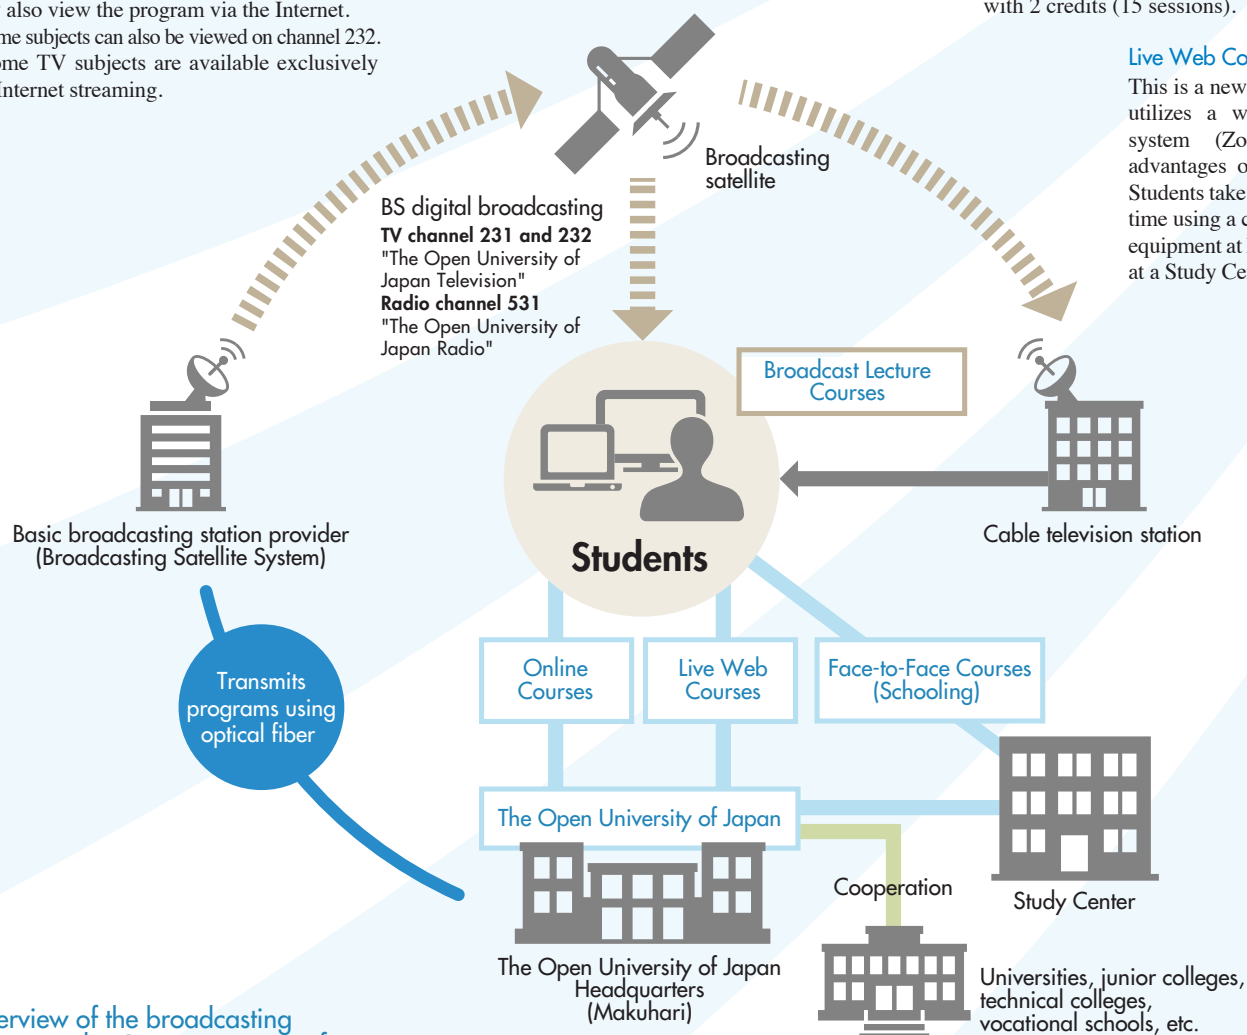 also view the program via the Internet.
me subjects can also be viewed on channel 232.
ome TV subjects are available exclusively
Internet streaming.
with 2 credits (15 sessions).
Live Web Co
This is a new
utilizes a w
system (Zo
advantages o
Students take
time using a c
equipment at
at a Study Ce
Broadcasting
satellite
BS digital broadcasting
TV channel 231 and 232
"The Open University of
Japan Television"
Radio channel 531
"The Open University of
Japan Radio"
Broadcast Lecture
Courses
Basic broadcasting station provider
(Broadcasting Satellite System)
Students
Cable television station
Transmits
programs using
optical fiber
Online
Courses
Live Web
Courses
Face-to-Face Courses
(Schooling)
The Open University of Japan
Cooperation
Study Center
The Open University of Japan
Headquarters
(Makuhari)
Universities, junior colleges,
technical colleges,
vocational schools, etc.
erview of the broadcasting